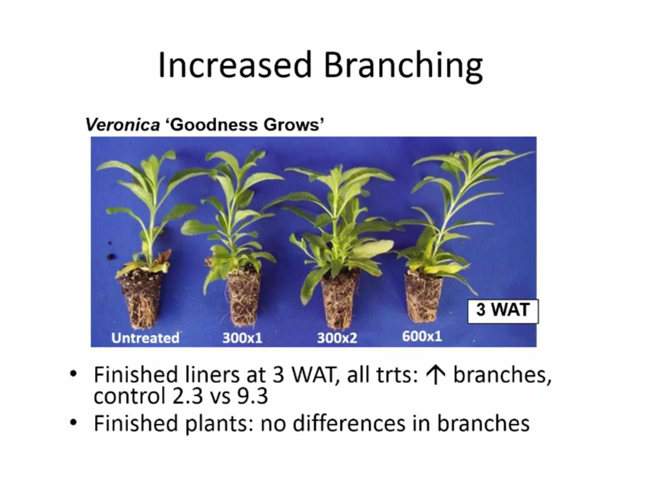 Increased Branching
Veronica ‘Goodness Grows’
3 WAT
Untreated 300x1 300x2 600x1
• Finished liners at 3 WAT, all trts: ↑ branches,
control 2.3 vs 9.3
• Finished plants: no differences in branches